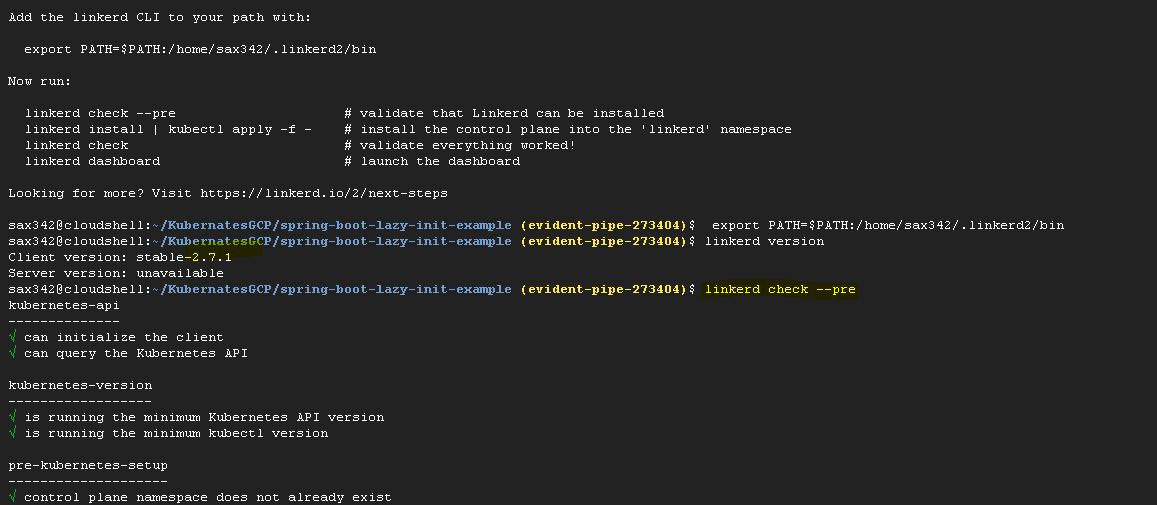 Add the linkerd CLI to your path with:
export PATH=$PATH:/home/sax342/.linkerd2/bin
Now run:
linkerd check --pre # validate that Linkerd can be installed
linkerd install | kubectl apply -f - # install the control plane into the 'linkerd' namespace
linkerd check # validate everything worked!
linkerd dashboard # launch the dashboard
Looking for more? Visit https://linkerd.io/2/next-steps
sax342@cloudshell:~/KubernatesGCP/spring-boot-lazy-init-example (evident-pipe-273404)$ export PATH=$PATH:/home/sax342/.linkerd2/bin
sax342@cloudshell:~/KubernatesGCP/spring-boot-lazy-init-example (evident-pipe-273404)$ linkerd version
Client version: stable-2.7.1
Server version: unavailable
sax342@cloudshell:~/KubernatesGCP/spring-boot-lazy-init-example (evident-pipe-273404)$ linkerd check --pre
kubernetes-api
--------------
√ can initialize the client
√ can query the Kubernetes API
kubernetes-version
------------------
√ is running the minimum Kubernetes API version
√ is running the minimum kubectl version
pre-kubernetes-setup
--------------------
√ control plane namespace does not already exist